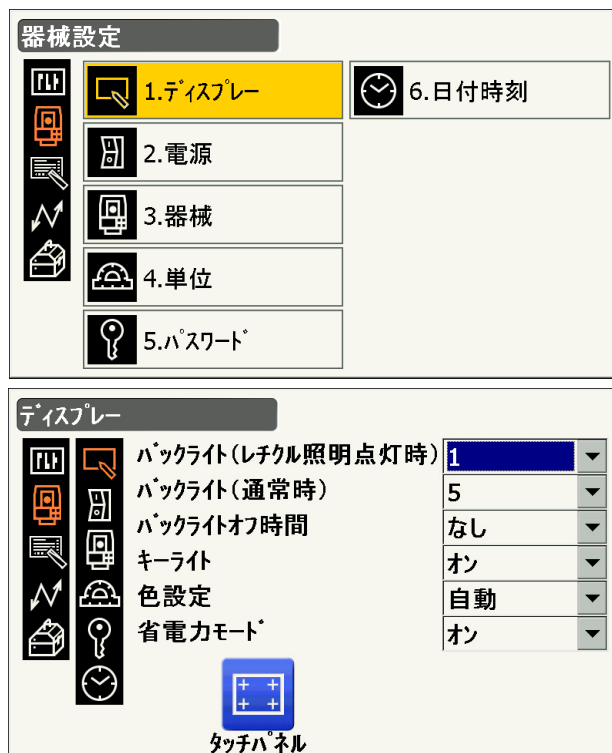 器械設定
1.ﾃﾞｨｽﾌﾟﾚｰ
6.日付時刻
2.電源
3.器械
4.単位
5.ﾊﾟｽﾜｰﾄﾞ
ﾃﾞｨｽﾌﾟﾚｰ
ﾊﾞｯｸﾗｲﾄ(ﾚﾁｸﾙ照明点灯時) 1
ﾊﾞｯｸﾗｲﾄ(通常時) 5
ﾊﾞｯｸﾗｲﾄｵﾌ時間 なし
ｷｰﾗｲﾄ ｵﾝ
色設定 自動
省電力ﾓｰﾄﾞ ｵﾝ
ﾀｯﾁﾊﾟﾈﾙ